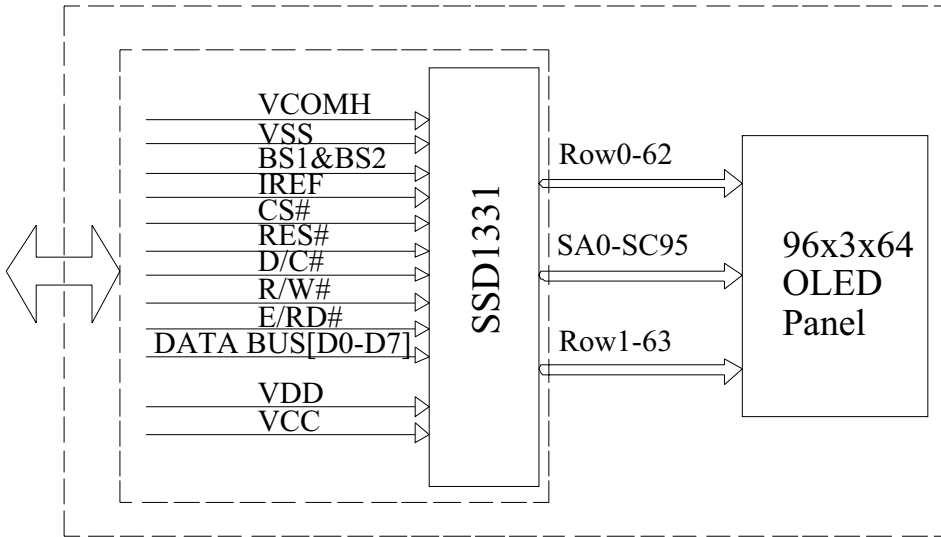 VCOMH
VSS
BS1&BS2
IREF
CS#
RES#
D/C#
R/W#
E/RD#
DATA BUS[D0-D7]
VDD
VCC
SSD1331
Row0-62
SA0-SC95
Row1-63
96x3x64
OLED
Panel